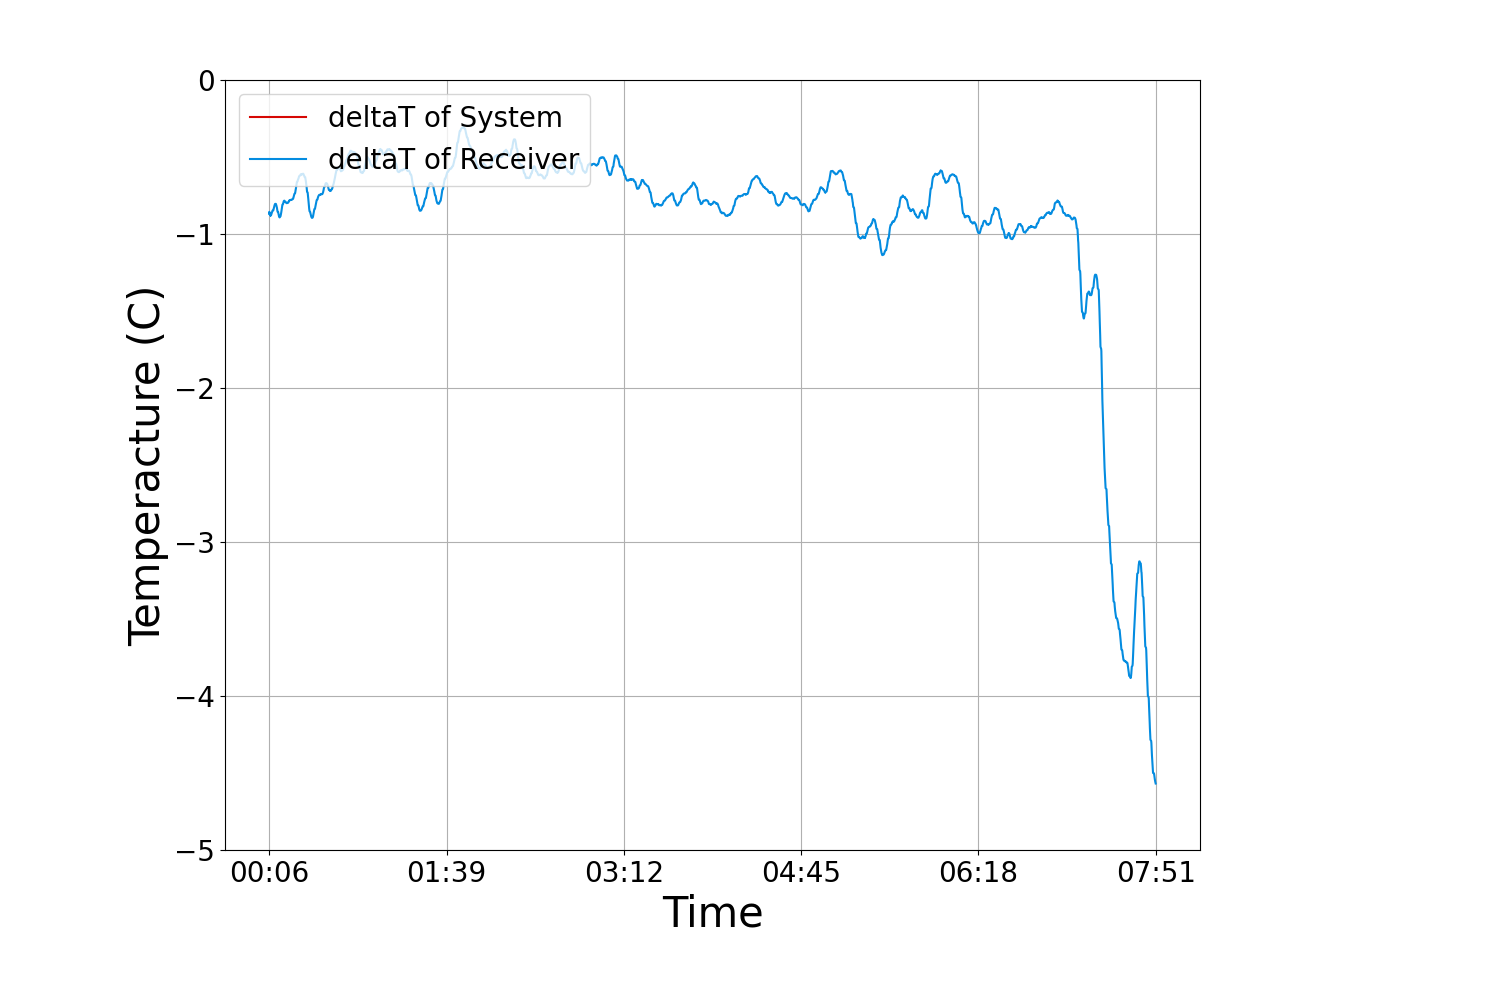 deltaT of System
deltaT of Receiver
0
−1
−2
−3
−4
−5
Temperacture (C)
00:06 01:39 03:12 04:45 06:18 07:51
Time